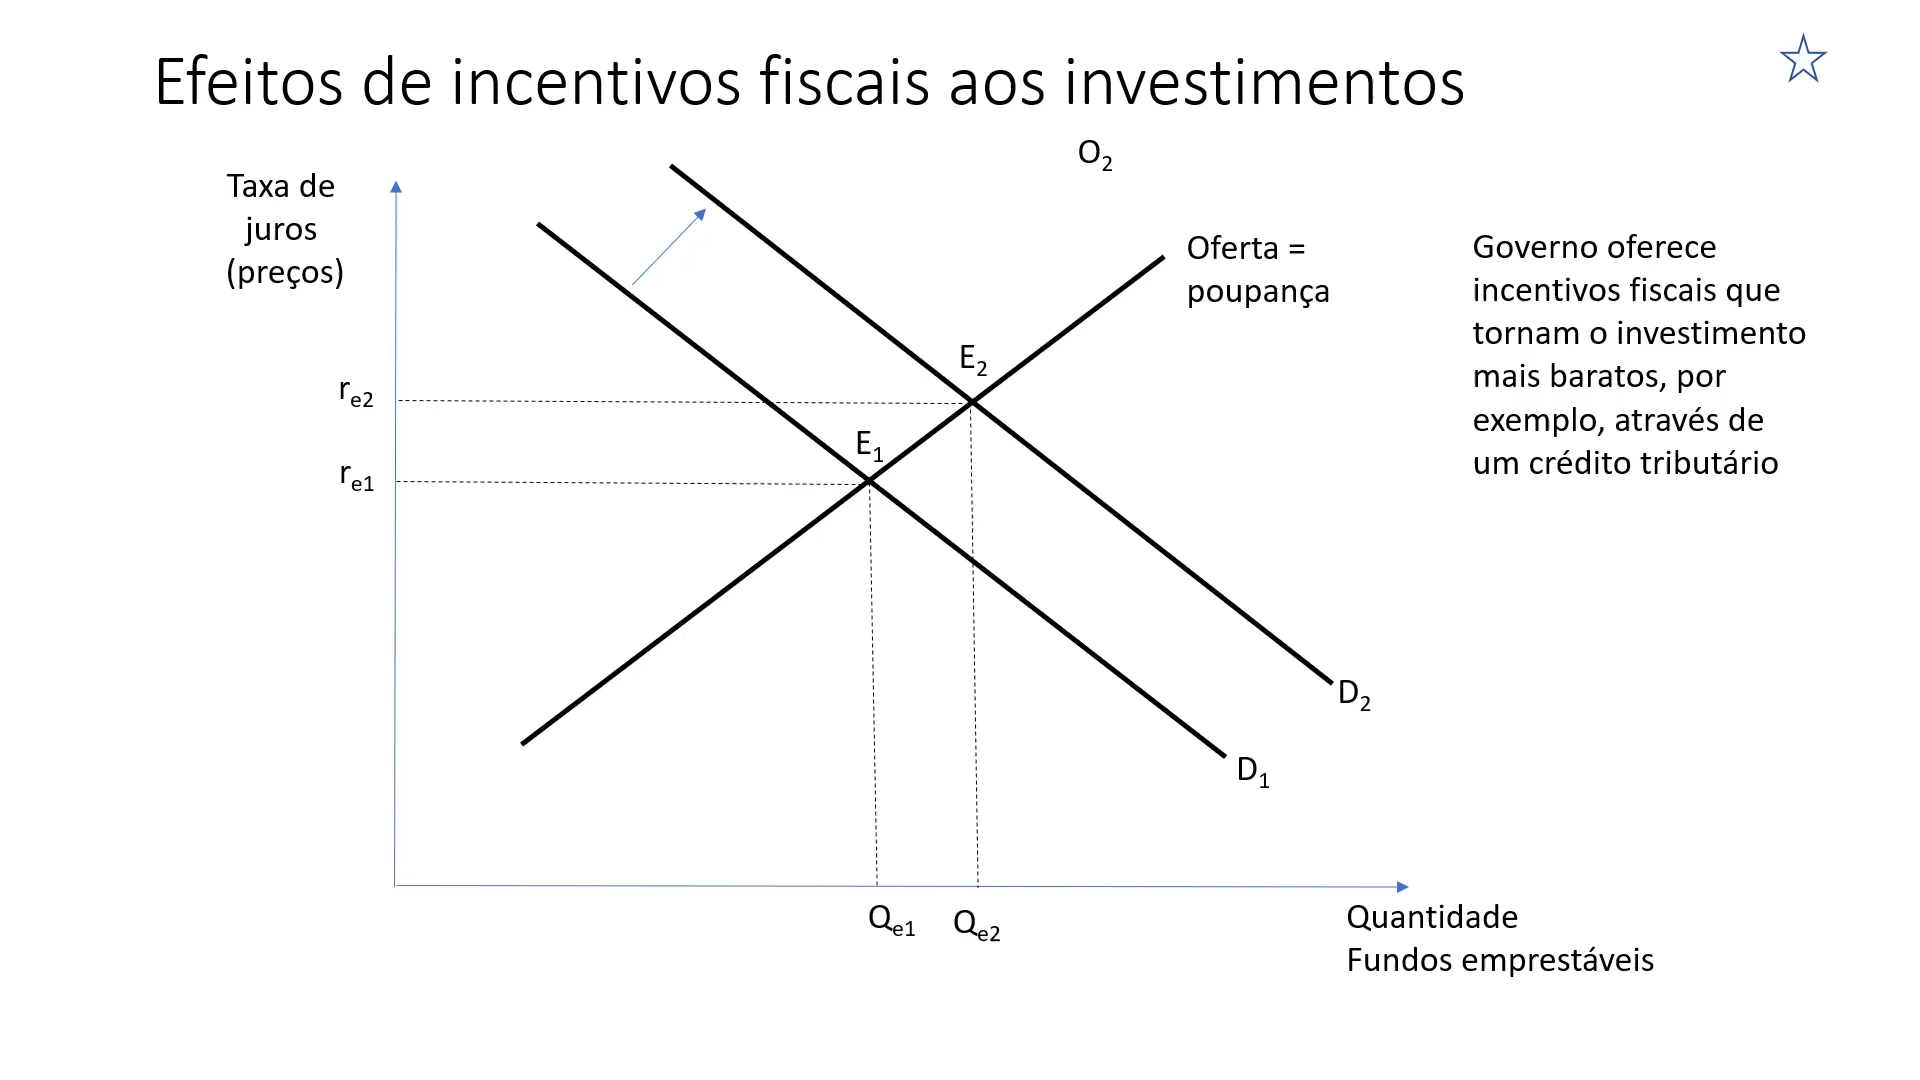 Efeitos de incentivos fiscais aos investimentos
O2
Taxa de
juros
(preços)
Oferta =
poupança
Governo oferece
incentivos fiscais que
tornam o investimento
mais baratos, por
exemplo, através de
um crédito tributário
E2
re2
E1
re1
D2
D1
Qe1
Qe2
Quantidade
Fundos emprestáveis